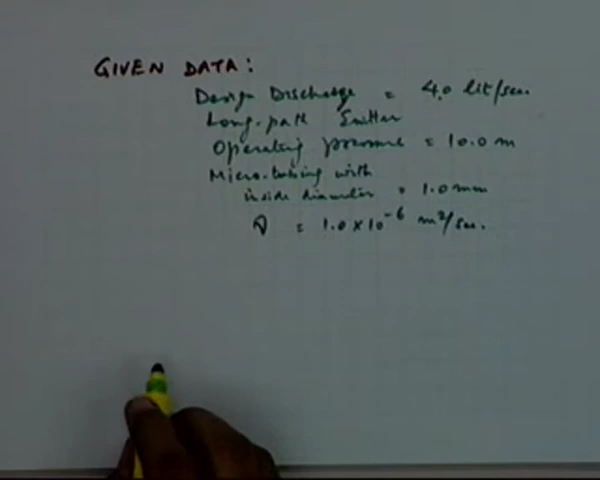 GIVEN DATA:
Design Discharge = 4.0 lit/sec.
Long-path Emitter
Operating pressure = 10.0 m
Micro-tubing with
inside diameter = 1.0 mm
ν = 1.0 × 10⁻⁶ m²/sec.